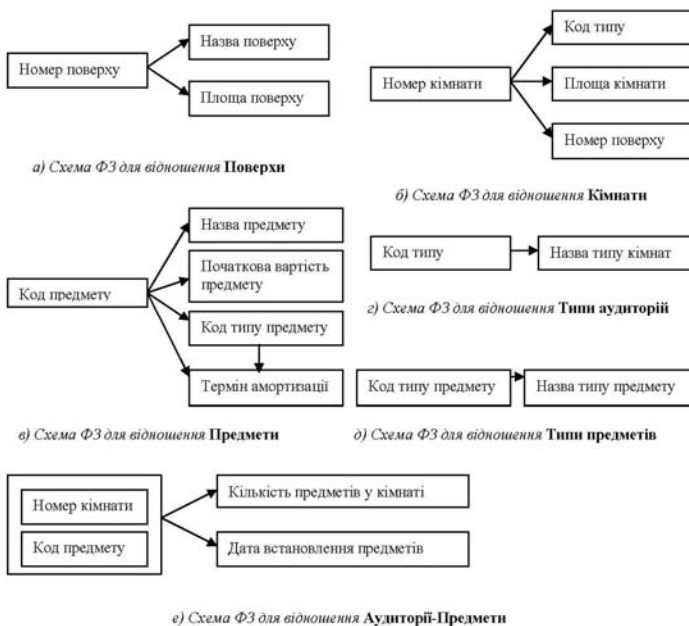 Номер поверху
Назва поверху
Площа поверху
а) Схема ФЗ для відношення Поверхи
Номер кімнати
Код типу
Площа кімнати
Номер поверху
б) Схема ФЗ для відношення Кімнати
Код предмету
Назва предмету
Початкова вартість
предмету
Код типу предмету
Термін амортизації
в) Схема ФЗ для відношення Предмети
Код типу
Назва типу кімнат
г) Схема ФЗ для відношення Типи аудиторій
Код типу предмету
Назва типу предмету
д) Схема ФЗ для відношення Типи предметів
Номер кімнати
Код предмету
Кількість предметів у кімнаті
Дата встановлення предметів
е) Схема ФЗ для відношення Аудиторії-Предмети